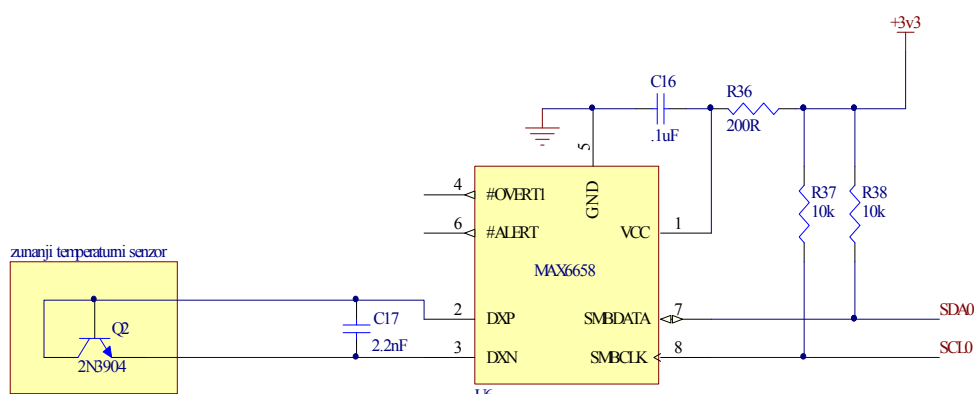 +3v3
C16
R36
.1uF
200R
5
GND
4
#OVERT1
6
#ALERT
VCC
1
R37
10k
R38
10k
MAX6658
zunanji temperaturni senzor
Q2
2N3904
C17
2.2nF
2
DXP
SMBDATA
7
SDA0
3
DXN
SMBCLK
8
SCL0